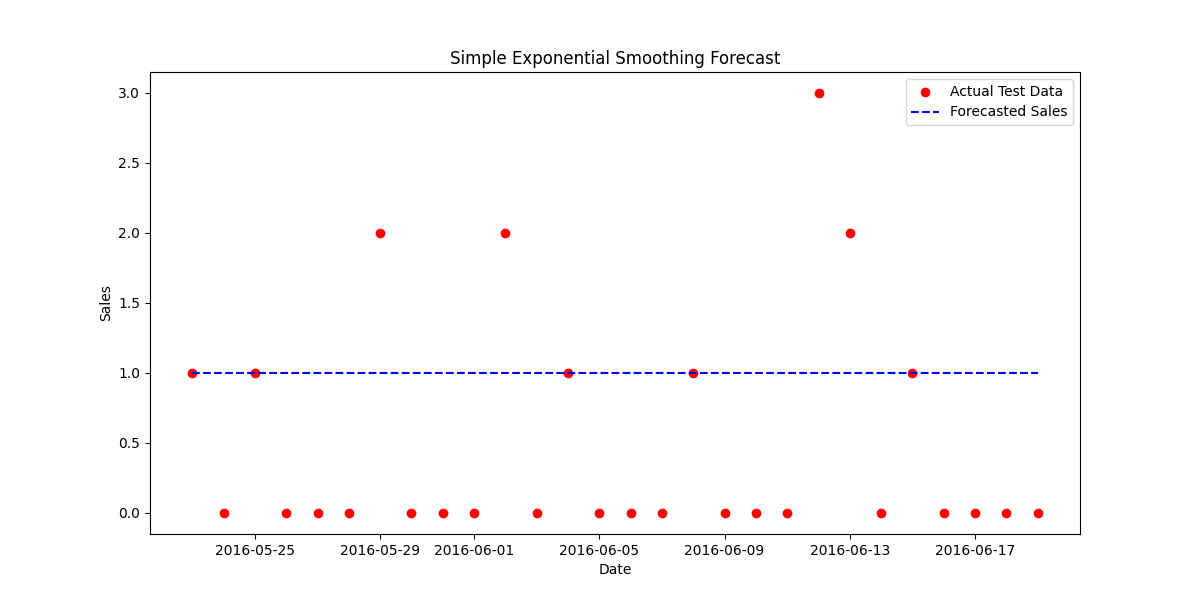 Simple Exponential Smoothing Forecast
Actual Test Data
Forecasted Sales
3.0
2.5
2.0
1.5
1.0
0.5
0.0
Sales
2016-05-25 2016-05-29 2016-06-01 2016-06-05 2016-06-09 2016-06-13 2016-06-17
Date